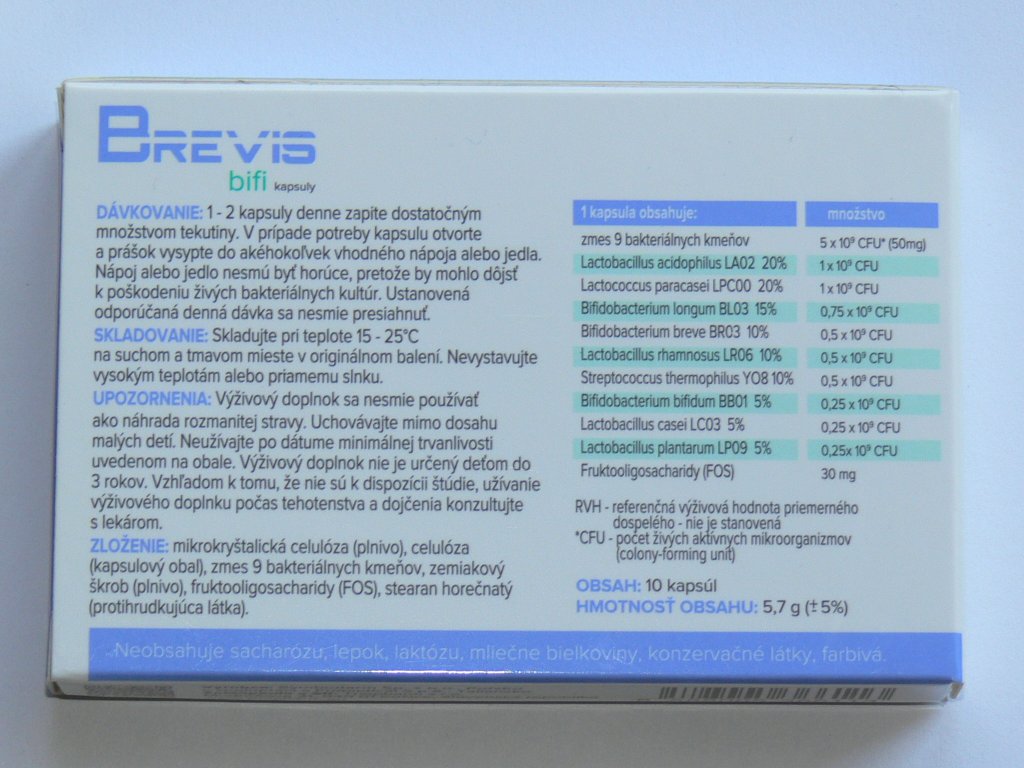 BREVIS
bifi kapsuly
DÁVKOVANIE: 1 - 2 kapsuly denne zapite dostatočným
množstvom tekutiny. V prípade potreby kapsulu otvorte
a prášok vysypte do akéhokoľvek vhodného nápoja alebo jedla.
Nápoj alebo jedlo nesmú byť horúce, pretože by mohlo dôjsť
k poškodeniu živých bakteriálnych kultúr. Ustanovená
odporúčaná denná dávka sa nesmie presiahnuť.
SKLADOVANIE: Skladujte pri teplote 15 - 25°C
na suchom a tmavom mieste v originálnom balení. Nevystavujte
vysokým teplotám alebo priamemu slnku.
UPOZORNENIA: Výživový doplnok sa nesmie používať
ako náhrada rozmanitej stravy. Uchovávajte mimo dosahu
malých detí. Neužívajte po dátume minimálnej trvanlivosti
uvedenom na obale. Výživový doplnok nie je určený deťom do
3 rokov. Vzhľadom k tomu, že nie sú k dispozícii štúdie, užívanie
výživového doplnku počas tehotenstva a dojčenia konzultujte
s lekárom.
ZLOŽENIE: mikrokryštalická celulóza (plnivo), celulóza
(kapsulový obal), zmes 9 bakteriálnych kmeňov, zemiakový
škrob (plnivo), fruktooligosacharidy (FOS), stearan horečnatý
(protihrudkujúca látka).
1 kapsula obsahuje: množstvo
zmes 9 bakteriálnych kmeňov 5 x 10⁹ CFU* (50mg)
Lactobacillus acidophilus LA02 20% 1 x 10⁹ CFU
Lactococcus paracasei LPC00 20% 1 x 10⁹ CFU
Bifidobacterium longum BL03 15% 0,75 x 10⁹ CFU
Bifidobacterium breve BR03 10% 0,5 x 10⁹ CFU
Lactobacillus rhamnosus LR06 10% 0,5 x 10⁹ CFU
Streptococcus thermophilus YO8 10% 0,5 x 10⁹ CFU
Bifidobacterium bifidum BB01 5% 0,25 x 10⁹ CFU
Lactobacillus casei LC03 5% 0,25 x 10⁹ CFU
Lactobacillus plantarum LP09 5% 0,25x 10⁹ CFU
Fruktooligosacharidy (FOS) 30 mg
RVH - referenčná výživová hodnota priemerného
dospelého - nie je stanovená
*CFU - počet živých aktívnych mikroorganizmov
(colony-forming unit)
OBSAH: 10 kapsúl
HMOTNOSŤ OBSAHU: 5,7 g (± 5%)
Neobsahuje sacharózu, lepok, laktózu, mliečne bielkoviny, konzervačné látky, farbivá.